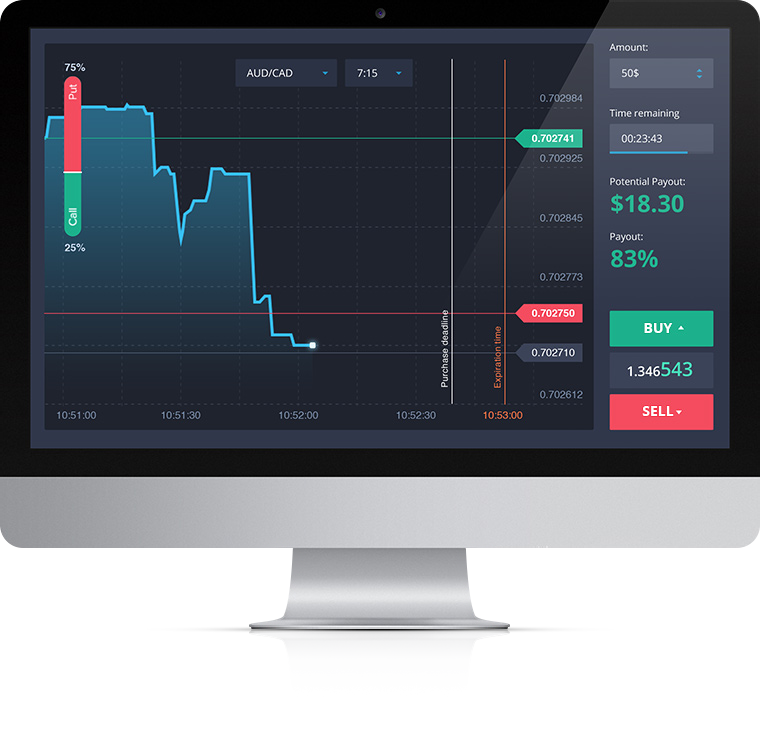 75%
Put
Call
25%
AUD/CAD
7:15
0.702984
0.702741
0.702925
0.702845
0.702773
0.702750
0.702710
0.702612
Purchase deadline
Expiration time
10:51:00
10:51:30
10:52:00
10:52:30
10:53:00
Amount:
50$
Time remaining
00:23:43
Potential Payout:
$18.30
Payout:
83%
BUY
1.346543
SELL